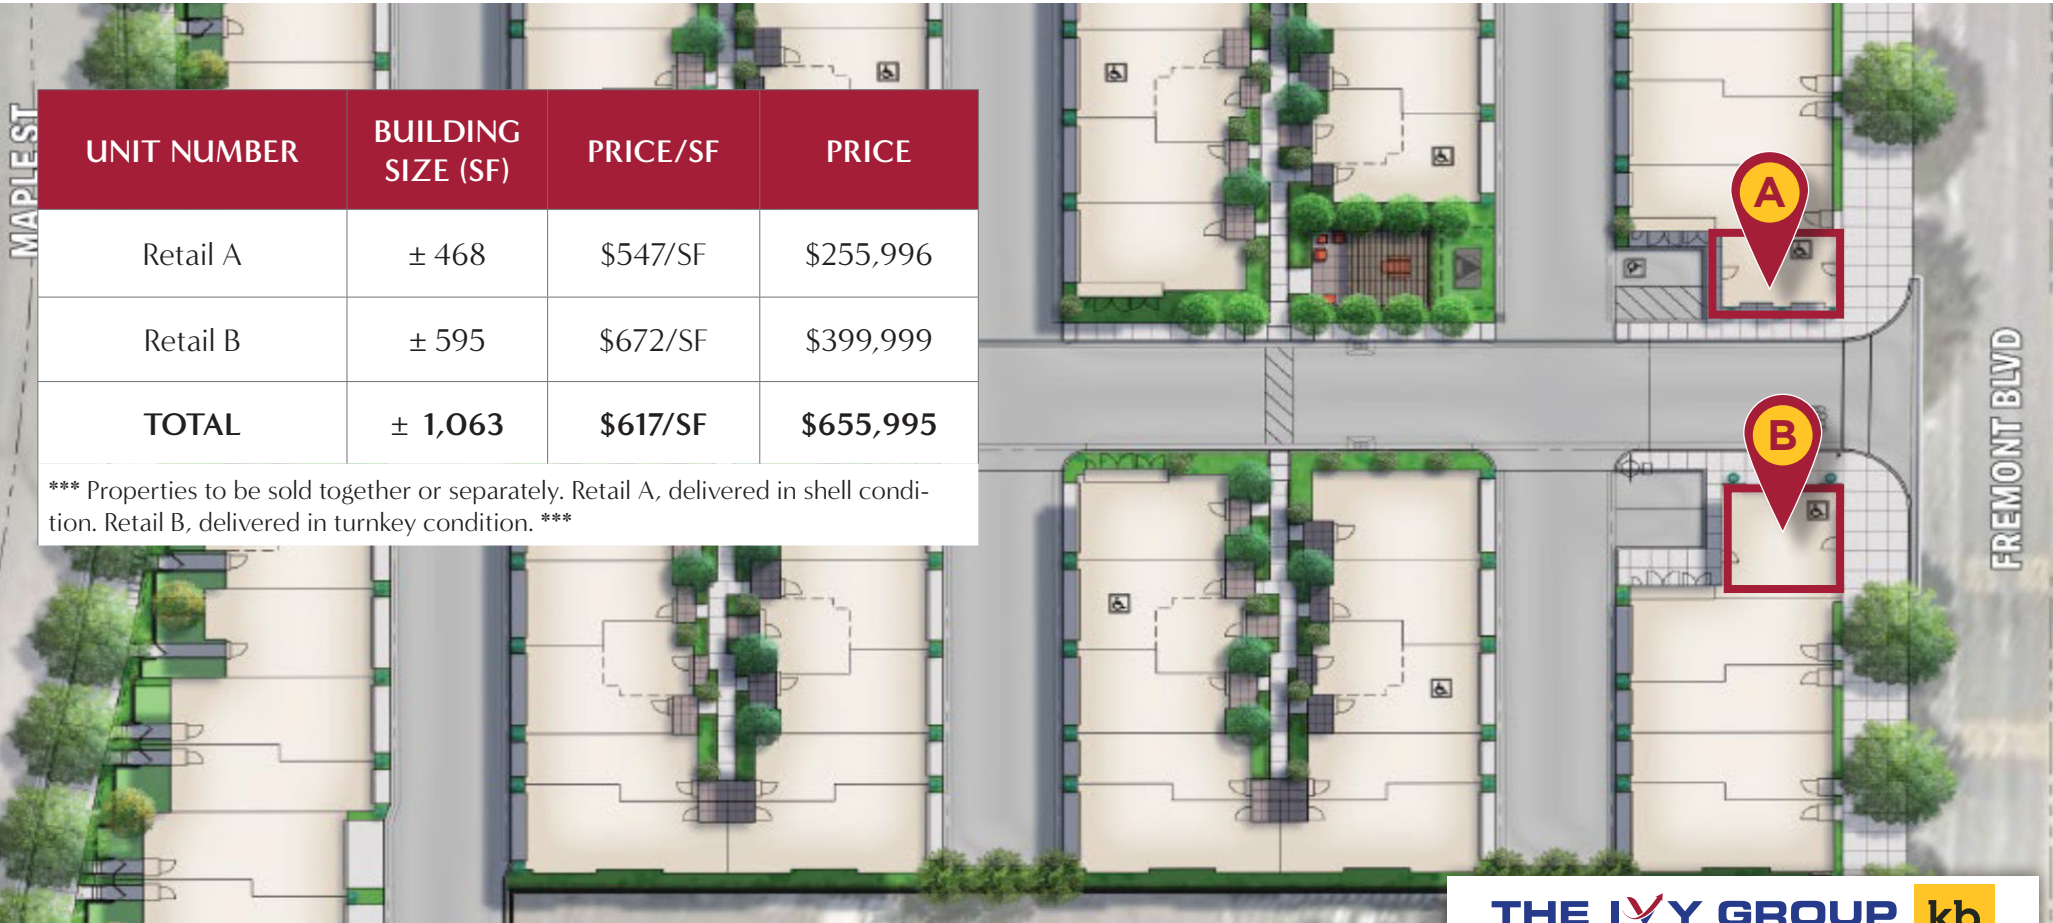 MAPLE ST
UNIT NUMBER
BUILDING
SIZE (SF)
PRICE/SF
PRICE
Retail A
± 468
$547/SF
$255,996
Retail B
± 595
$672/SF
$399,999
TOTAL
± 1,063
$617/SF
$655,995
*** Properties to be sold together or separately. Retail A, delivered in shell condi-
tion. Retail B, delivered in turnkey condition. ***
A
B
FREMONT BLVD
THE IVY GROUP
kb